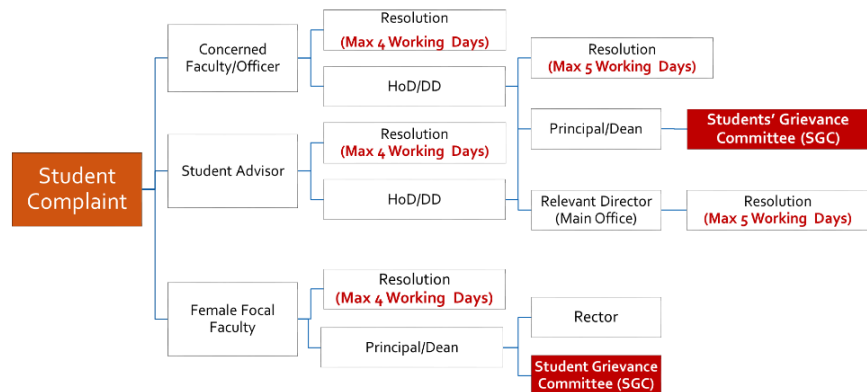 Student
Complaint
Concerned
Faculty/Officer
Resolution
(Max 4 Working Days)
HoD/DD
Student Advisor
Resolution
(Max 4 Working Days)
HoD/DD
Resolution
(Max 5 Working Days)
Principal/Dean
Students' Grievance
Committee (SGC)
Relevant Director
(Main Office)
Resolution
(Max 5 Working Days)
Female Focal
Faculty
Resolution
(Max 4 Working Days)
Principal/Dean
Rector
Student Grievance
Committee (SGC)